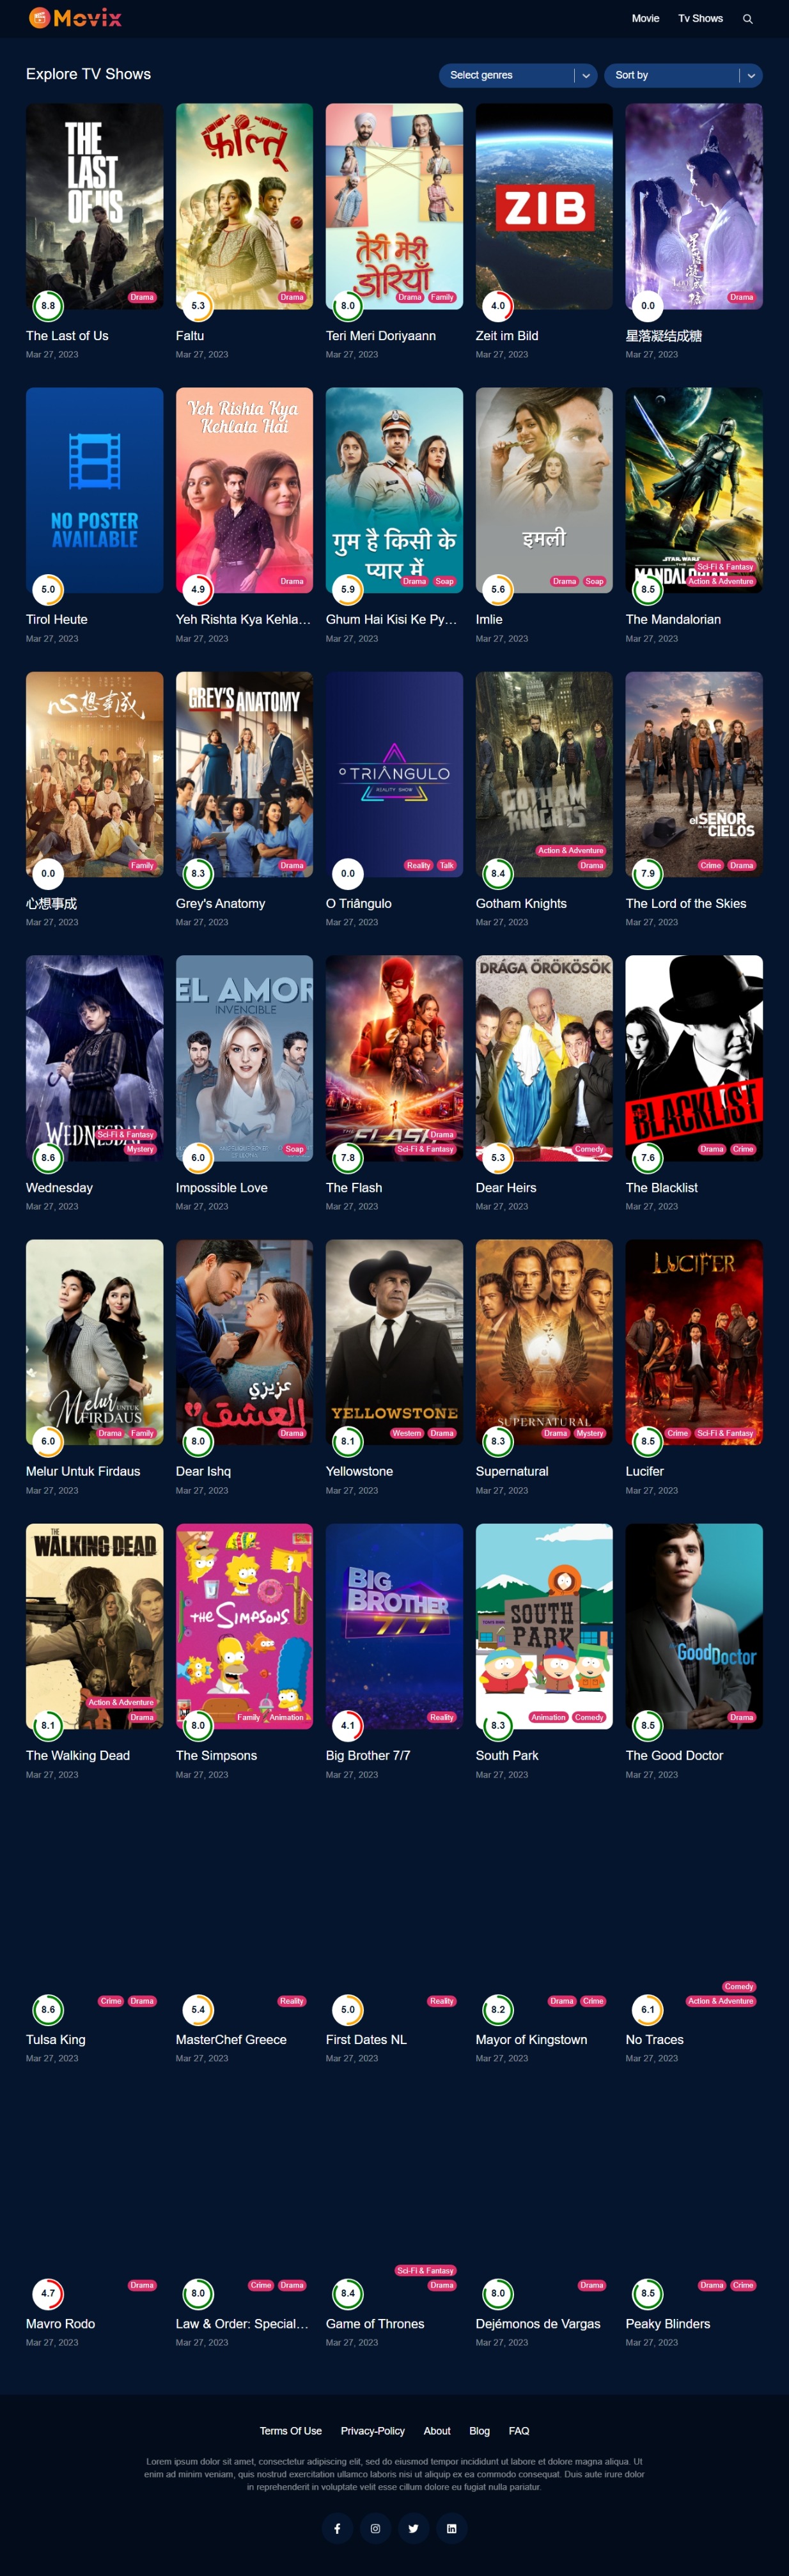 Movix
Movie
Tv Shows
Explore TV Shows
Select genres
Sort by
THE
LAST
OF US
8.8
Drama
The Last of Us
Mar 27, 2023
फ़ालतू
5.3
Drama
Faltu
Mar 27, 2023
तेरी मेरी
डोरियाँ
8.0
Drama
Family
Teri Meri Doriyaann
Mar 27, 2023
ZIB
4.0
Zeit im Bild
Mar 27, 2023
0.0
Drama
星落凝结成糖
Mar 27, 2023
NO POSTER
AVAILABLE
5.0
Tirol Heute
Mar 27, 2023
Yeh Rishta Kya
Kehlata Hai
4.9
Drama
Yeh Rishta Kya Kehla...
Mar 27, 2023
गुम है किसी के
प्यार में
5.9
Drama
Soap
Ghum Hai Kisi Ke Py...
Mar 27, 2023
इमली
5.6
Drama
Soap
Imlie
Mar 27, 2023
STAR WARS
MANDALORIAN
8.5
Sci-Fi & Fantasy
Action & Adventure
The Mandalorian
Mar 27, 2023
心想事成
0.0
Family
心想事成
Mar 27, 2023
GREY'S ANATOMY
8.3
Drama
Grey's Anatomy
Mar 27, 2023
O TRIÂNGULO
REALITY SHOW
0.0
Reality
Talk
O Triângulo
Mar 27, 2023
GOTHAM
KNIGHTS
8.4
Action & Adventure
Drama
Gotham Knights
Mar 27, 2023
el SEÑOR
CIELOS
7.9
Crime
Drama
The Lord of the Skies
Mar 27, 2023
WEDNESDAY
8.6
Sci-Fi & Fantasy
Mystery
Wednesday
Mar 27, 2023
EL AMOR
INVENCIBLE
6.0
Soap
Impossible Love
Mar 27, 2023
FLASH
7.8
Drama
Sci-Fi & Fantasy
The Flash
Mar 27, 2023
DRÁGA ÖRÖKÖSÖK
5.3
Comedy
Dear Heirs
Mar 27, 2023
BLACKLIST
7.6
Drama
Crime
The Blacklist
Mar 27, 2023
Melur UNTUK
FIRDAUS
6.0
Drama
Family
Melur Untuk Firdaus
Mar 27, 2023
عزيزي
العشق
8.0
Drama
Dear Ishq
Mar 27, 2023
YELLOWSTONE
8.1
Western
Drama
Yellowstone
Mar 27, 2023
SUPERNATURAL
8.3
Drama
Mystery
Supernatural
Mar 27, 2023
LUCIFER
8.5
Crime
Sci-Fi & Fantasy
Lucifer
Mar 27, 2023
THE
WALKING DEAD
8.1
Action & Adventure
Drama
The Walking Dead
Mar 27, 2023
THE SIMPSONS
8.0
Family
Animation
The Simpsons
Mar 27, 2023
BIG
BROTHER
7/7
4.1
Reality
Big Brother 7/7
Mar 27, 2023
SOUTH
PARK
8.3
Animation
Comedy
South Park
Mar 27, 2023
Good Doctor
8.5
Drama
The Good Doctor
Mar 27, 2023
8.6
Crime
Drama
Tulsa King
Mar 27, 2023
5.4
Reality
MasterChef Greece
Mar 27, 2023
5.0
Reality
First Dates NL
Mar 27, 2023
8.2
Drama
Crime
Mayor of Kingstown
Mar 27, 2023
6.1
Comedy
Action & Adventure
No Traces
Mar 27, 2023
4.7
Drama
Mavro Rodo
Mar 27, 2023
8.0
Crime
Drama
Law & Order: Special...
Mar 27, 2023
8.4
Sci-Fi & Fantasy
Drama
Game of Thrones
Mar 27, 2023
8.0
Drama
Dejémonos de Vargas
Mar 27, 2023
8.5
Drama
Crime
Peaky Blinders
Mar 27, 2023
Terms Of Use
Privacy-Policy
About
Blog
FAQ
Lorem ipsum dolor sit amet, consectetur adipiscing elit, sed do eiusmod tempor incididunt ut labore et dolore magna aliqua. Ut
enim ad minim veniam, quis nostrud exercitation ullamco laboris nisi ut aliquip ex ea commodo consequat. Duis aute irure dolor
in reprehenderit in voluptate velit esse cillum dolore eu fugiat nulla pariatur.